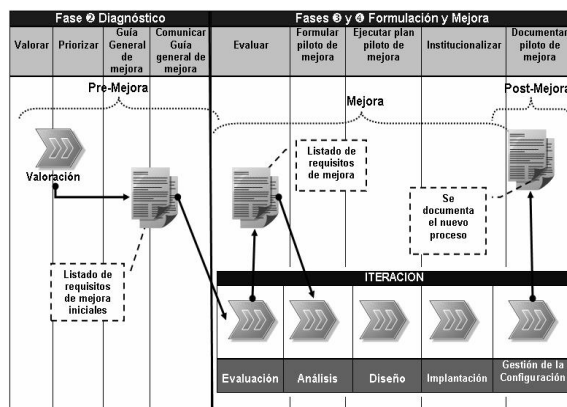 Fase ❷ Diagnóstico
Fases ❸ y ❹ Formulación y Mejora
Valorar
Priorizar
Guía
General
de
mejora
Comunicar
Guía
general de
mejora
Evaluar
Formular
piloto de
mejora
Ejecutar plan
piloto de
mejora
Institucionalizar
Documentar
piloto de
mejora
Pre-Mejora
Mejora
Post-Mejora
Valoración
Listado de
requisitos
de mejora
iniciales
Listado de
requisitos
de mejora
Se
documenta
el nuevo
proceso
ITERACION
Evaluación
Análisis
Diseño
Implantación
Gestión de la
Configuración